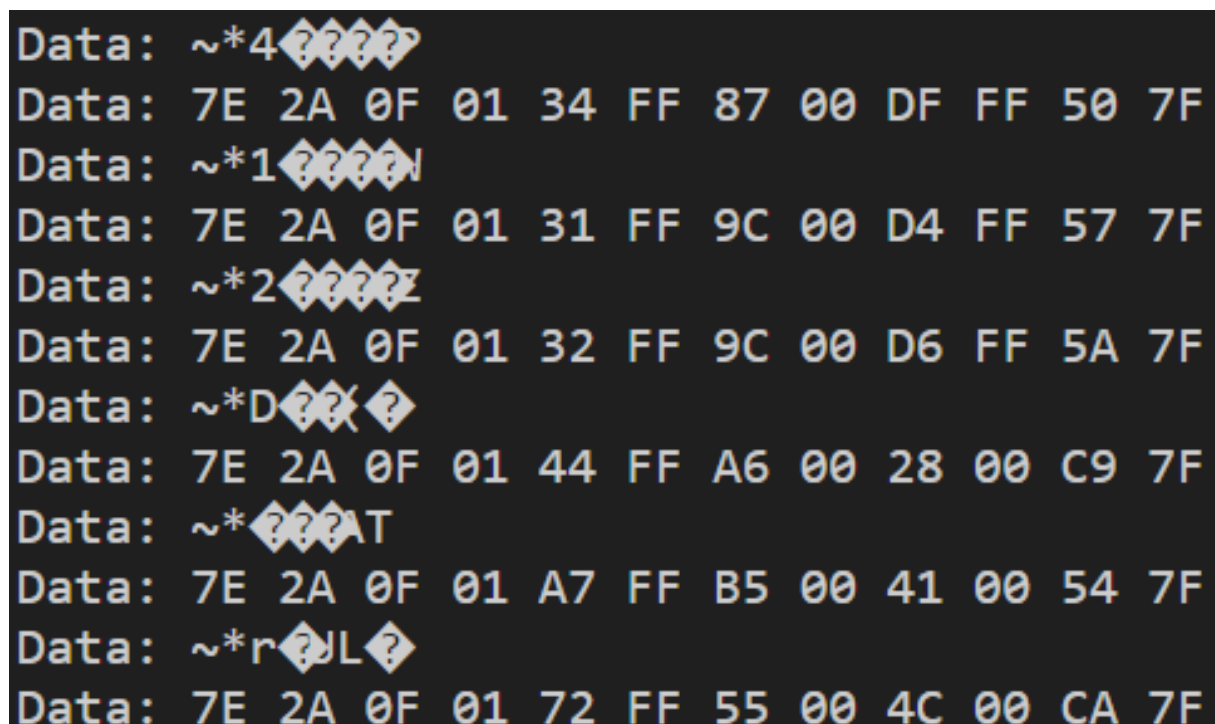 Data: ~*4����P
Data: 7E 2A 0F 01 34 FF 87 00 DF FF 50 7F
Data: ~*1����W
Data: 7E 2A 0F 01 31 FF 9C 00 D4 FF 57 7F
Data: ~*2����Z
Data: 7E 2A 0F 01 32 FF 9C 00 D6 FF 5A 7F
Data: ~*D��(�
Data: 7E 2A 0F 01 44 FF A6 00 28 00 C9 7F
Data: ~*���AT
Data: 7E 2A 0F 01 A7 FF B5 00 41 00 54 7F
Data: ~*r�UL�
Data: 7E 2A 0F 01 72 FF 55 00 4C 00 CA 7F